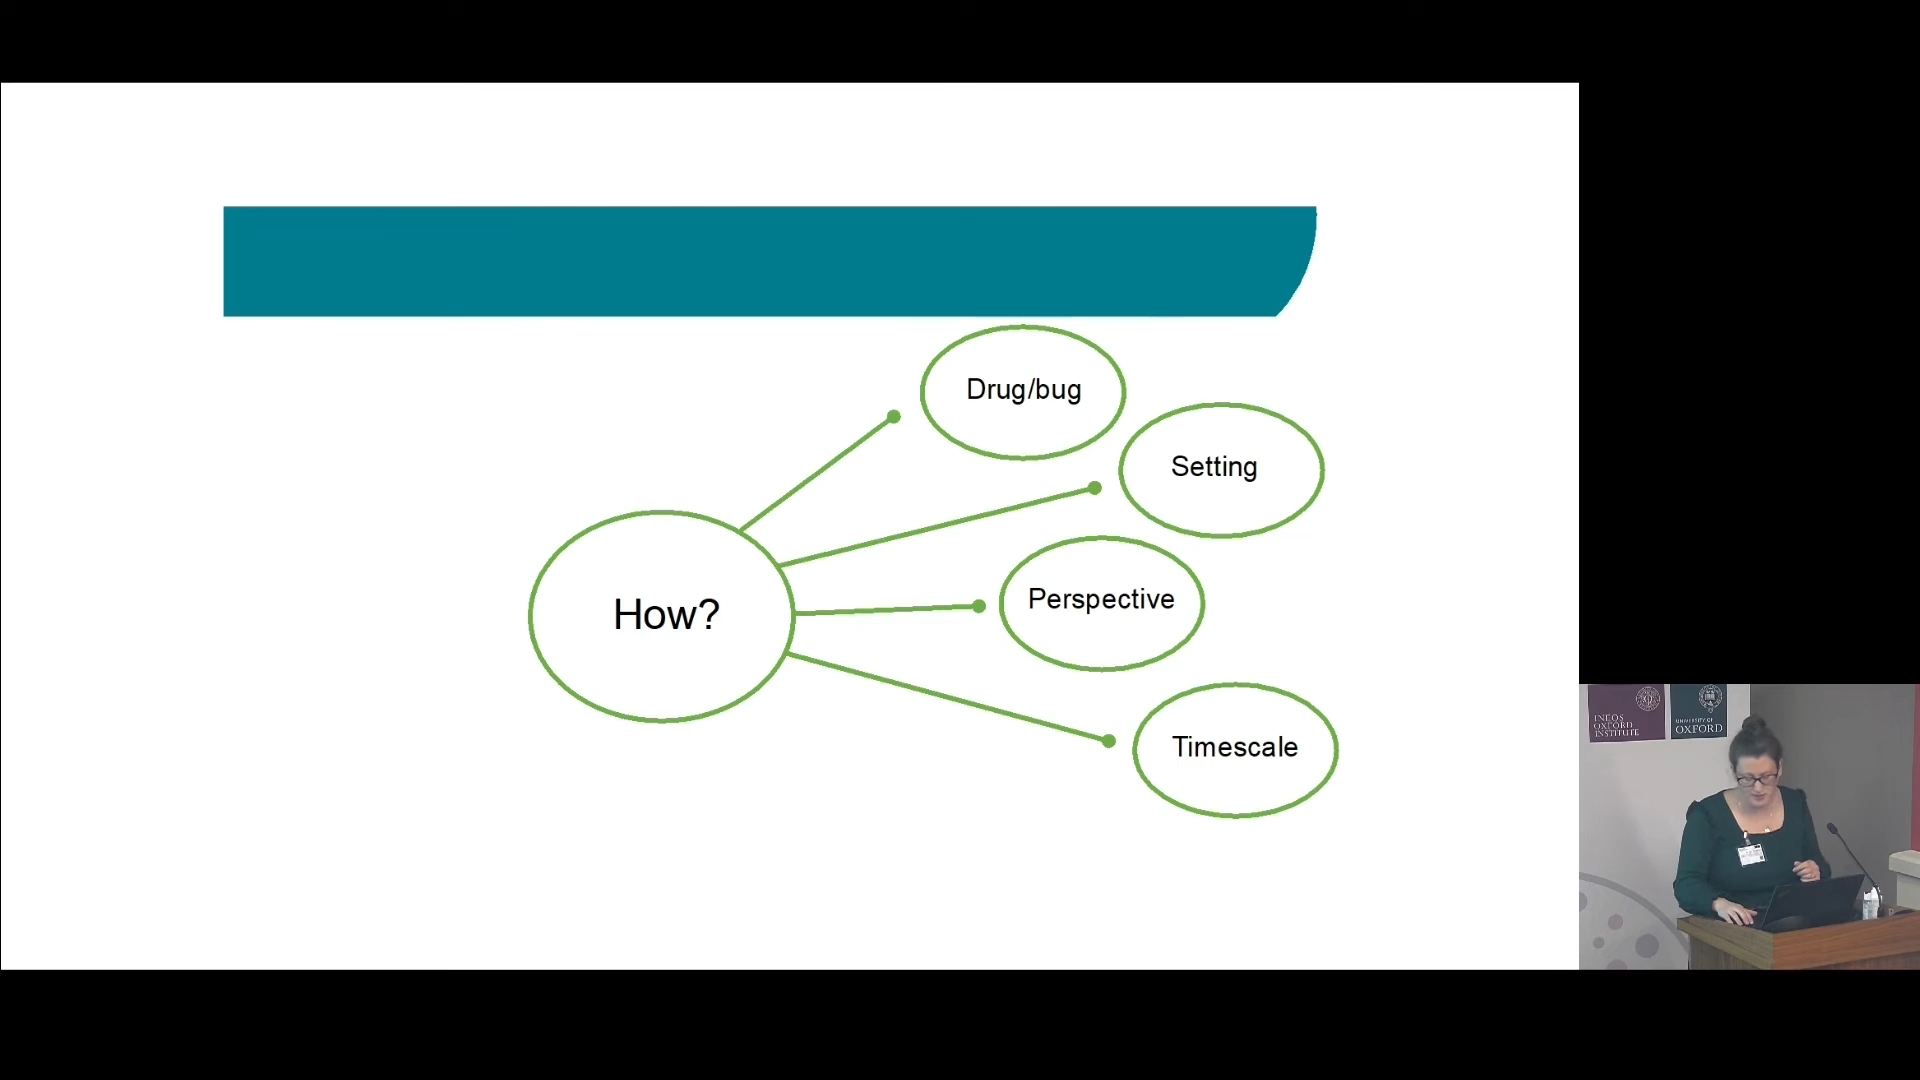 Drug/bug
Setting
How?
Perspective
Timescale
INEOS
OXFORD
INSTITUTE
UNIVERSITY OF
OXFORD